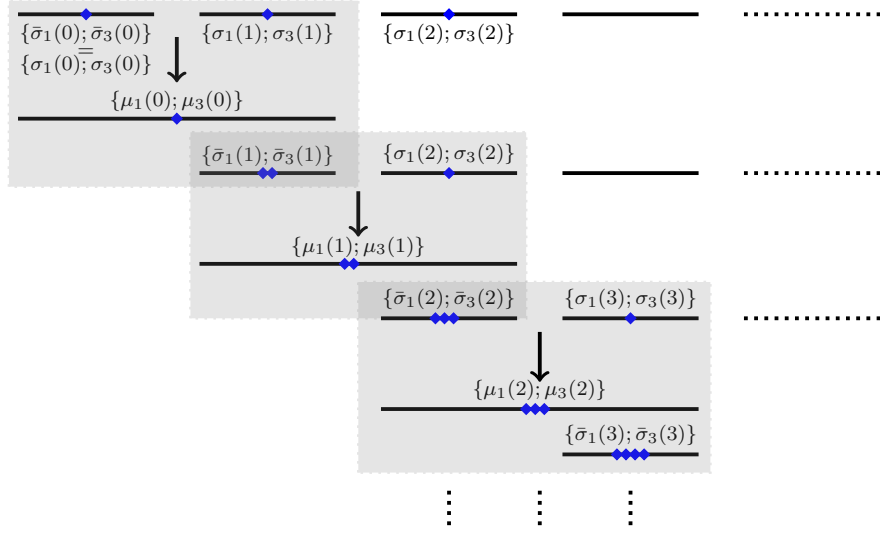 {σ̄₁(0); σ̄₃(0)} {σ₁(1); σ₃(1)} {σ₁(2); σ₃(2)}
=
{σ₁(0); σ₃(0)}
{μ₁(0); μ₃(0)}
{σ̄₁(1); σ̄₃(1)} {σ₁(2); σ₃(2)}
{μ₁(1); μ₃(1)}
{σ̄₁(2); σ̄₃(2)} {σ₁(3); σ₃(3)}
{μ₁(2); μ₃(2)}
{σ̄₁(3); σ̄₃(3)}